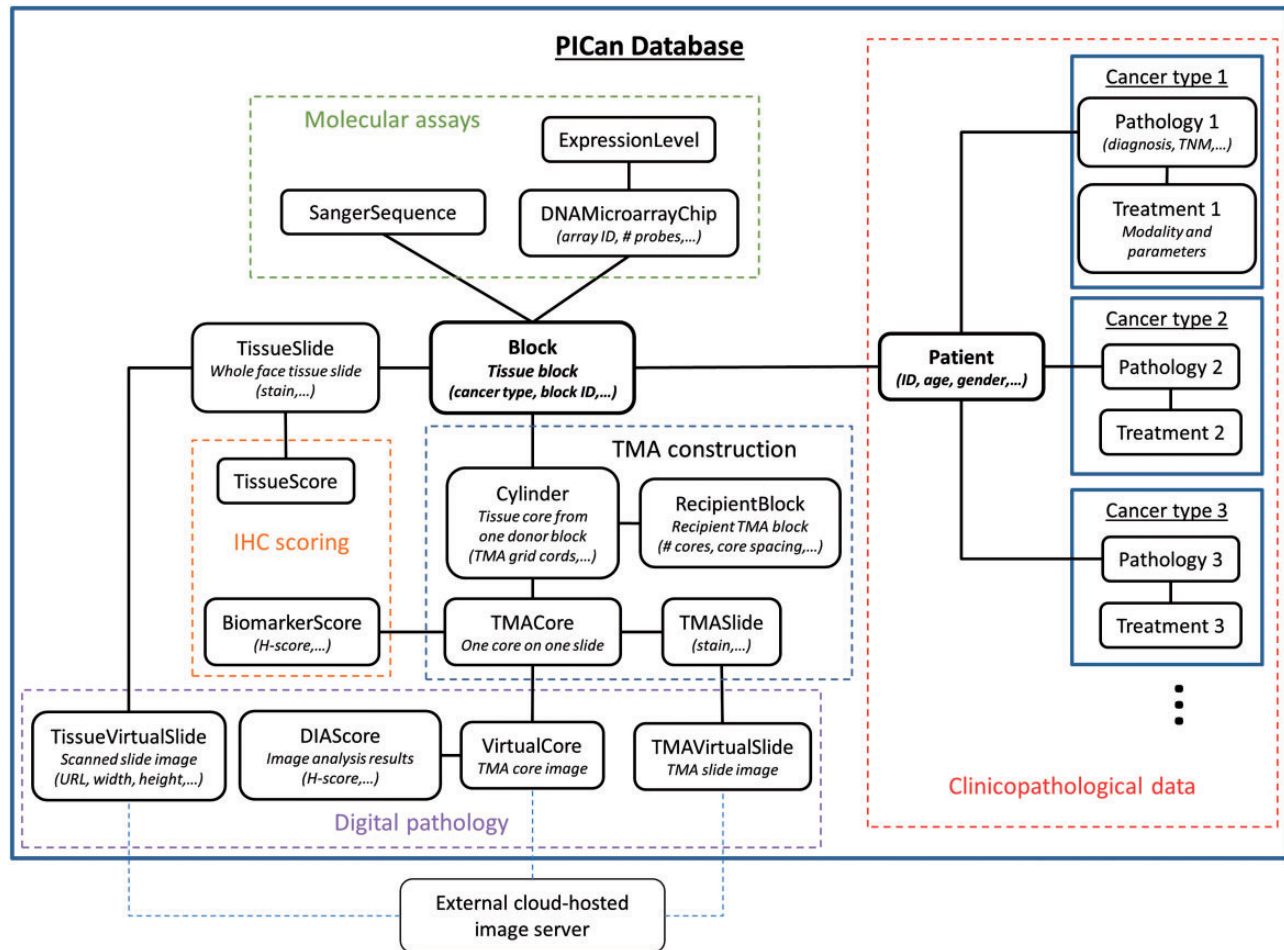 PICan Database
Molecular assays
ExpressionLevel
SangerSequence
DNAMicroarrayChip
(array ID, # probes,...)
TissueSlide
Whole face tissue slide
(stain,...)
Block
Tissue block
(cancer type, block ID,...)
Patient
(ID, age, gender,...)
Cancer type 1
Pathology 1
(diagnosis, TNM,...)
Treatment 1
Modality and
parameters
Cancer type 2
Pathology 2
Treatment 2
Cancer type 3
Pathology 3
Treatment 3
Clinicopathological data
TissueScore
IHC scoring
BiomarkerScore
(H-score,...)
TMA construction
Cylinder
Tissue core from
one donor block
(TMA grid cords,...)
RecipientBlock
Recipient TMA block
(# cores, core spacing,...)
TMACore
One core on one slide
TMASlide
(stain,...)
TissueVirtualSlide
Scanned slide image
(URL, width, height,...)
DIAScore
Image analysis results
(H-score,...)
VirtualCore
TMA core image
TMAVirtualSlide
TMA slide image
Digital pathology
External cloud-hosted
image server